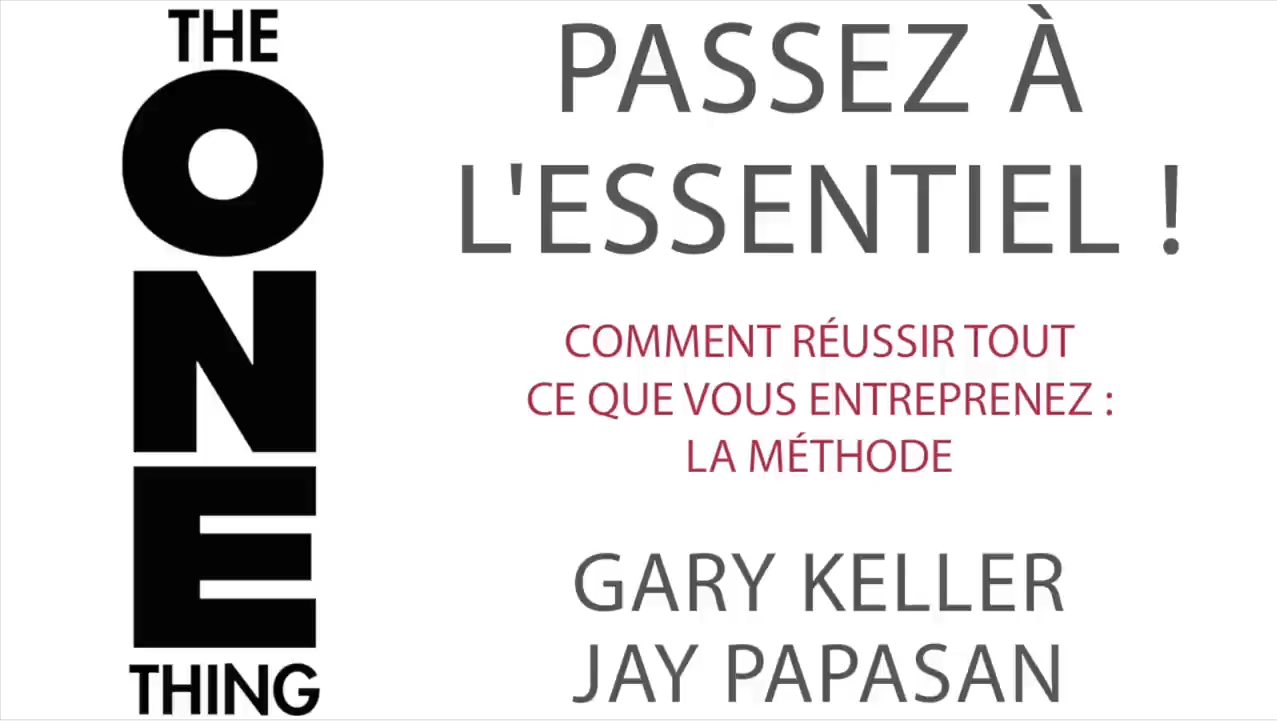 THE
ONE
THING
PASSEZ À
L'ESSENTIEL !
COMMENT RÉUSSIR TOUT
CE QUE VOUS ENTREPRENEZ :
LA MÉTHODE
GARY KELLER
JAY PAPASAN